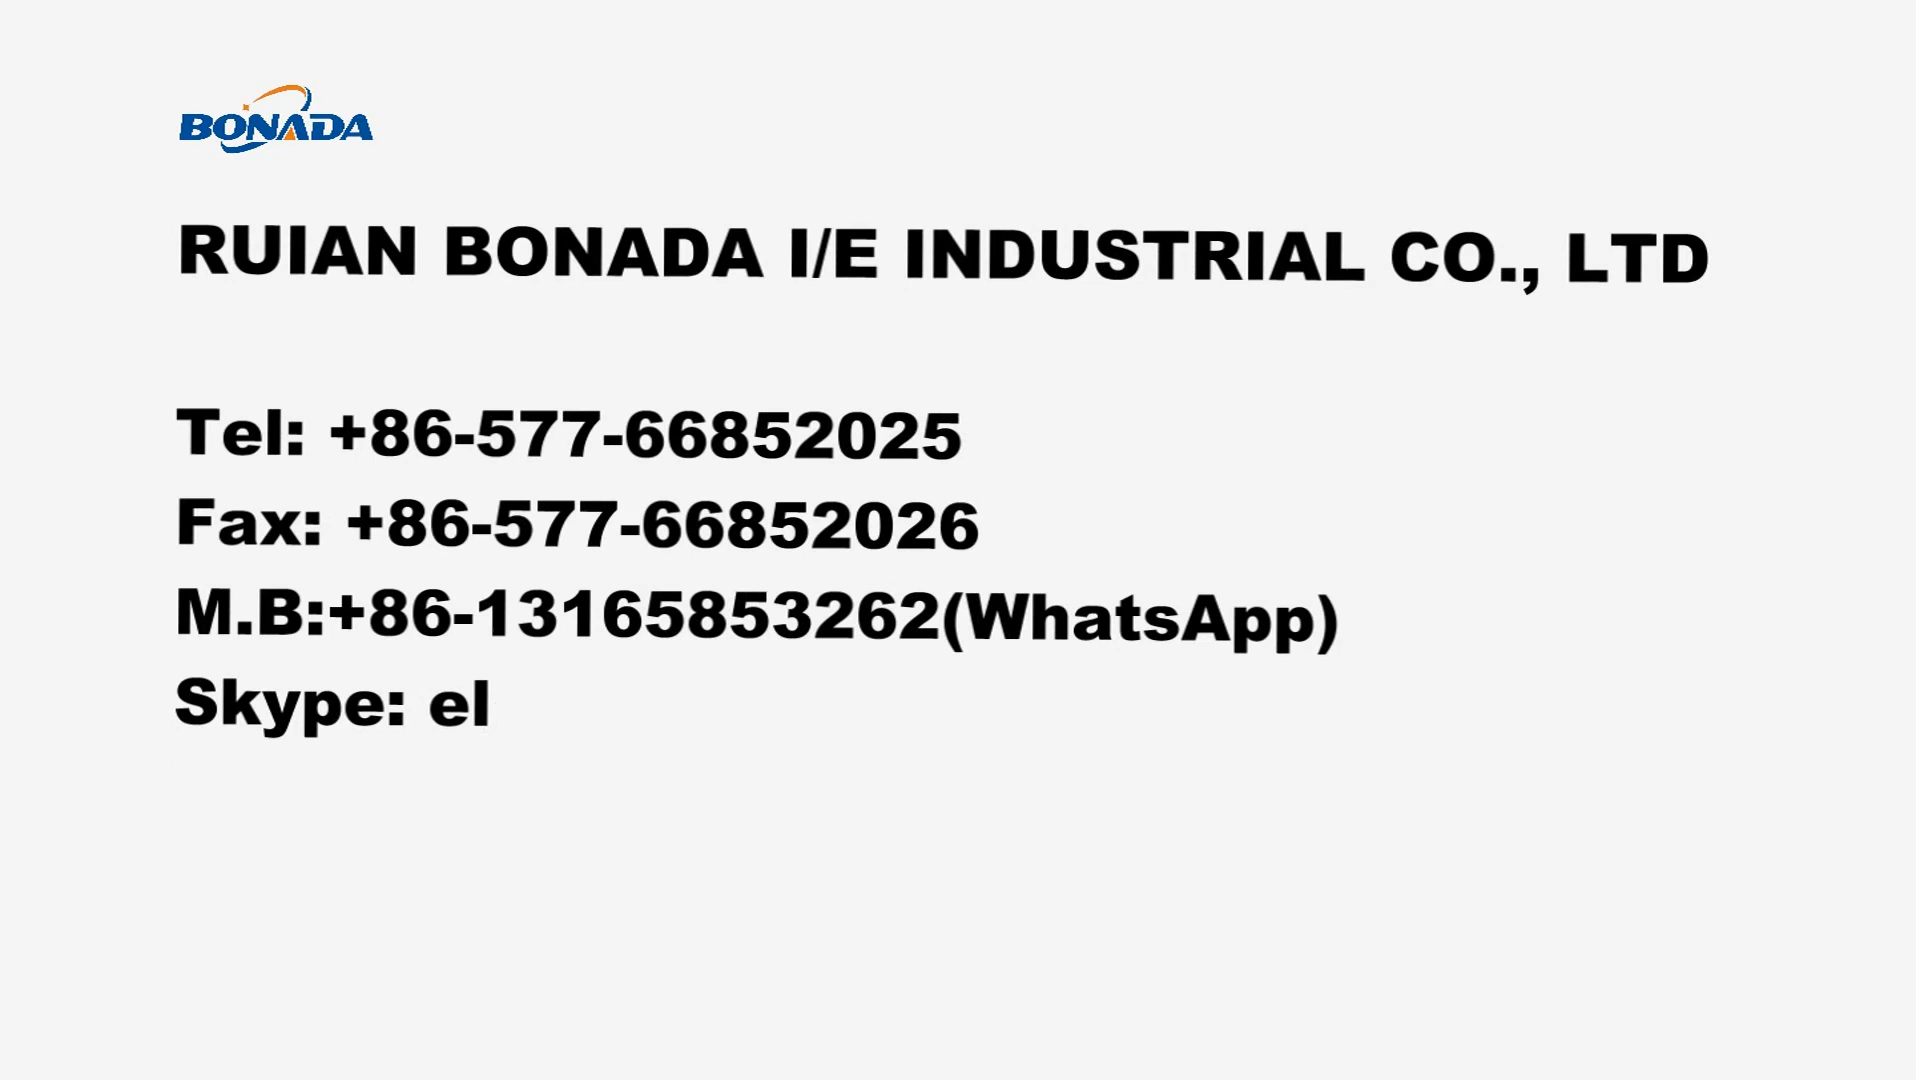 BONADA
RUIAN BONADA I/E INDUSTRIAL CO., LTD
Tel: +86-577-66852025
Fax: +86-577-66852026
M.B:+86-13165853262(WhatsApp)
Skype: el